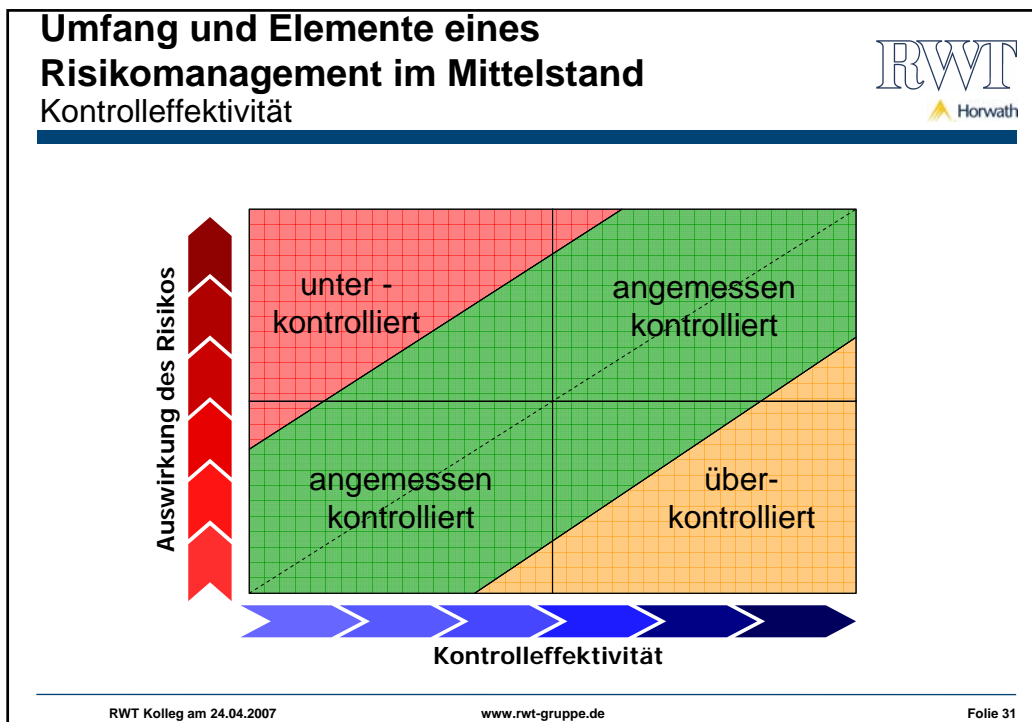 Umfang und Elemente eines
Risikomanagement im Mittelstand
Kontrolleffektivität
RWT
Horwath
Auswirkung des Risikos
unter -
kontrolliert
angemessen
kontrolliert
angemessen
kontrolliert
über-
kontrolliert
Kontrolleffektivität
RWT Kolleg am 24.04.2007 www.rwt-gruppe.de Folie 31